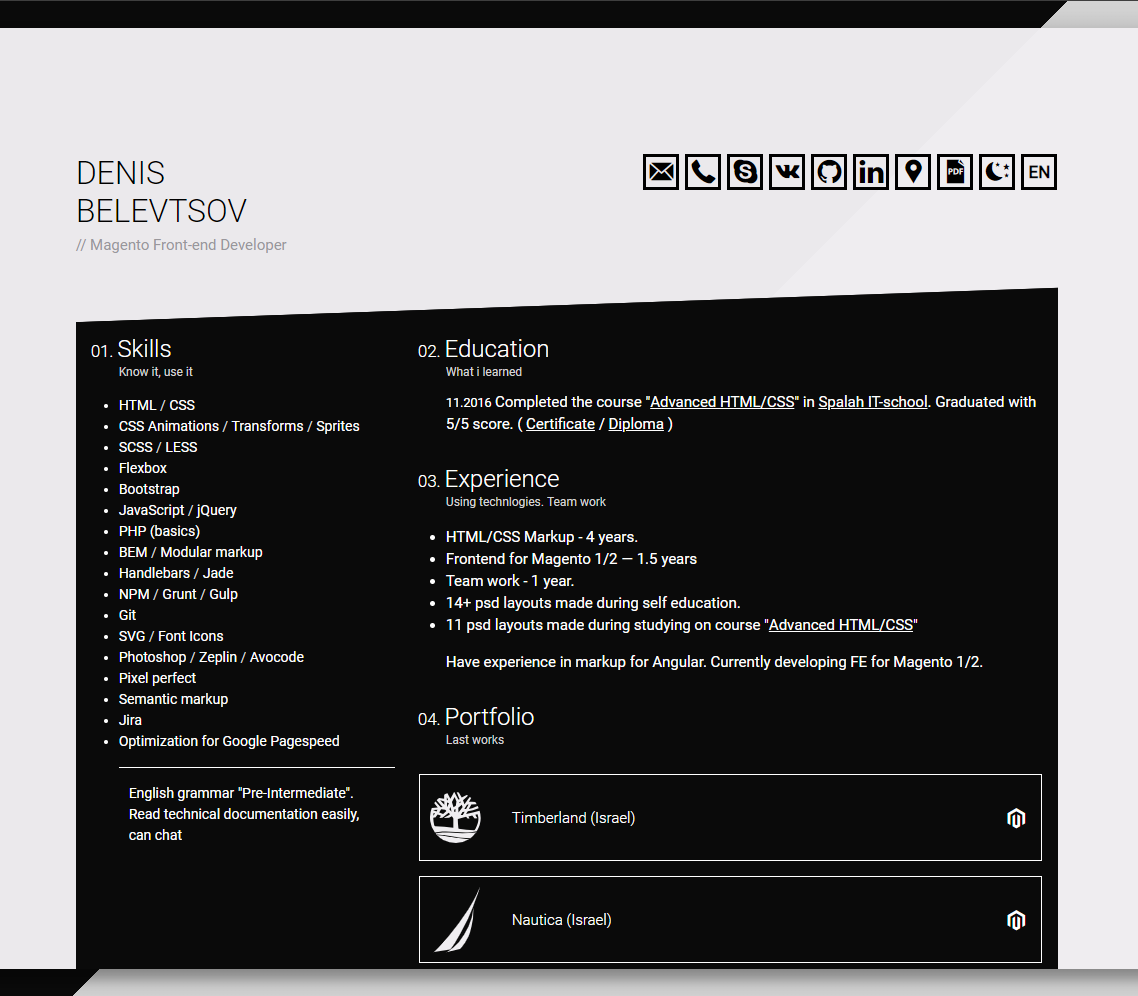 DENIS
BELEVTSOV
// Magento Front-end Developer
PDF
EN
01. Skills
Know it, use it
HTML / CSS
CSS Animations / Transforms / Sprites
SCSS / LESS
Flexbox
Bootstrap
JavaScript / jQuery
PHP (basics)
BEM / Modular markup
Handlebars / Jade
NPM / Grunt / Gulp
Git
SVG / Font Icons
Photoshop / Zeplin / Avocode
Pixel perfect
Semantic markup
Jira
Optimization for Google Pagespeed
English grammar "Pre-Intermediate".
Read technical documentation easily,
can chat
02. Education
What i learned
11.2016 Completed the course "Advanced HTML/CSS" in Spalah IT-school. Graduated with
5/5 score. ( Certificate / Diploma )
03. Experience
Using technlogies. Team work
HTML/CSS Markup - 4 years.
Frontend for Magento 1/2 — 1.5 years
Team work - 1 year.
14+ psd layouts made during self education.
11 psd layouts made during studying on course "Advanced HTML/CSS"
Have experience in markup for Angular. Currently developing FE for Magento 1/2.
04. Portfolio
Last works
Timberland (Israel)
Nautica (Israel)